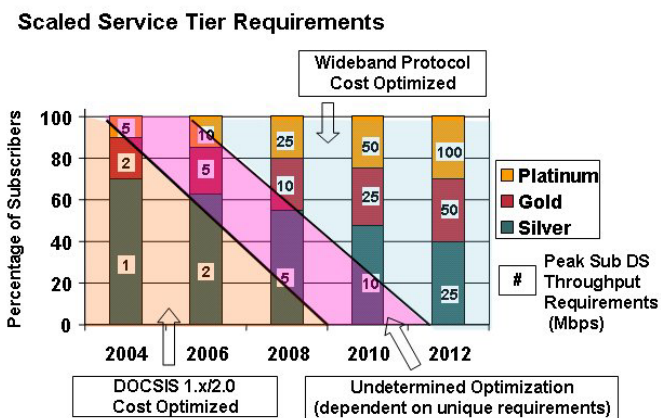 Scaled Service Tier Requirements
Wideband Protocol
Cost Optimized
Percentage of Subscribers
100
80
60
40
20
0
5
2
1
10
5
2
25
10
5
50
25
10
100
50
25
2004
2006
2008
2010
2012
Platinum
Gold
Silver
# Peak Sub DS
Throughput
Requirements
(Mbps)
DOCSIS 1.x/2.0
Cost Optimized
Undetermined Optimization
(dependent on unique requirements)